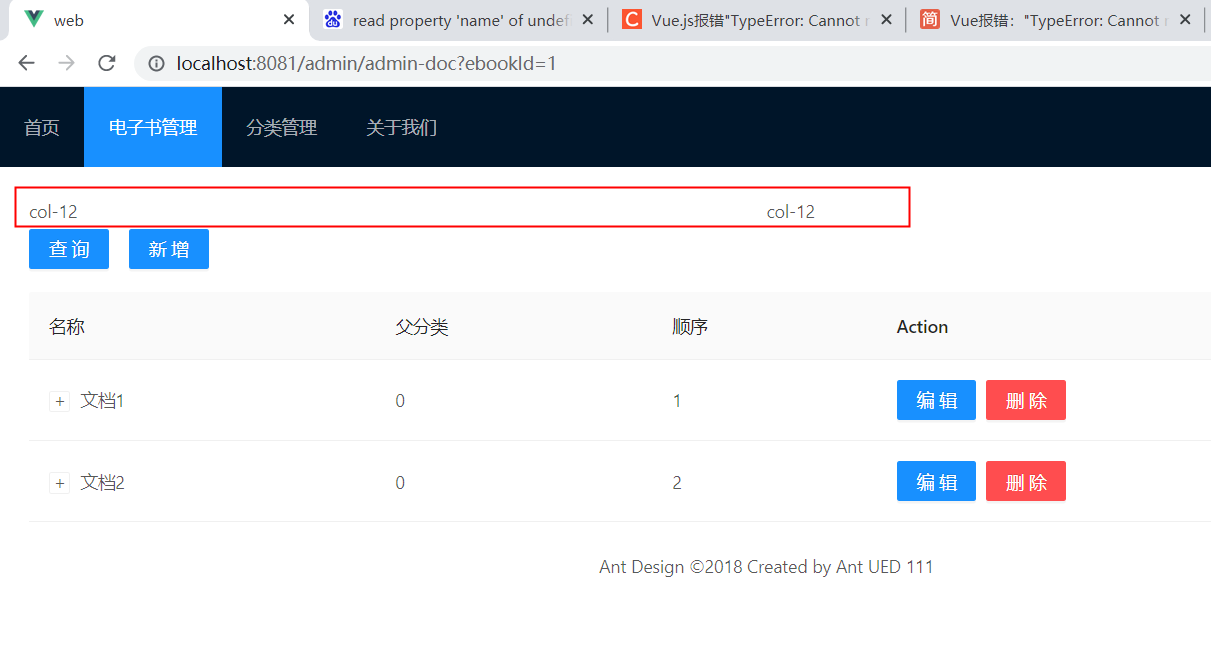 web
read property 'name' of undefi
C Vue.js报错"TypeError: Cannot r
简 Vue报错："TypeError: Cannot r
localhost:8081/admin/admin-doc?ebookId=1
首页 电子书管理 分类管理 关于我们
col-12 col-12
查 询 新 增
名称 父分类 顺序 Action
+ 文档1 0 1 编 辑 删 除
+ 文档2 0 2 编 辑 删 除
Ant Design ©2018 Created by Ant UED 111